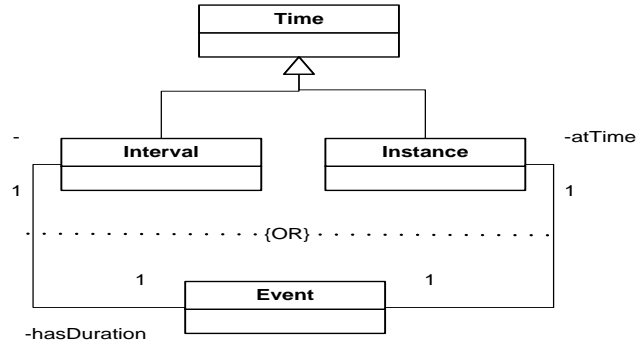 Time
-
Interval
Instance
-atTime
1
1
{OR}
1
1
Event
-hasDuration